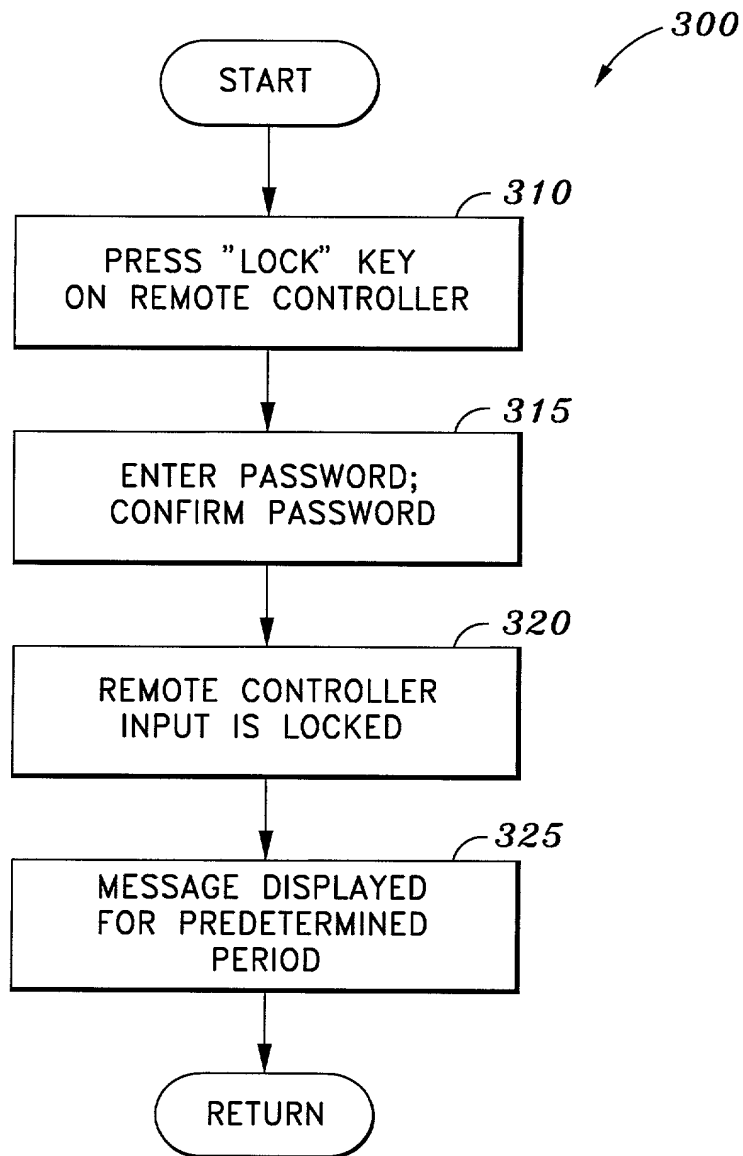 300
START
310
PRESS "LOCK" KEY
ON REMOTE CONTROLLER
315
ENTER PASSWORD;
CONFIRM PASSWORD
320
REMOTE CONTROLLER
INPUT IS LOCKED
325
MESSAGE DISPLAYED
FOR PREDETERMINED
PERIOD
RETURN